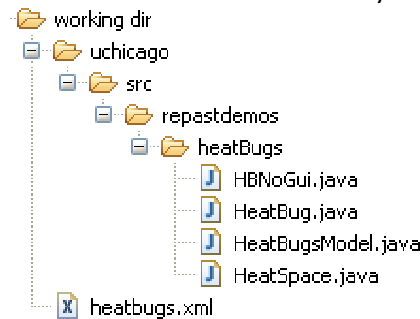 working dir
uchicago
src
repastdemos
heatBugs
HBNoGui.java
HeatBug.java
HeatBugsModel.java
HeatSpace.java
heatbugs.xml